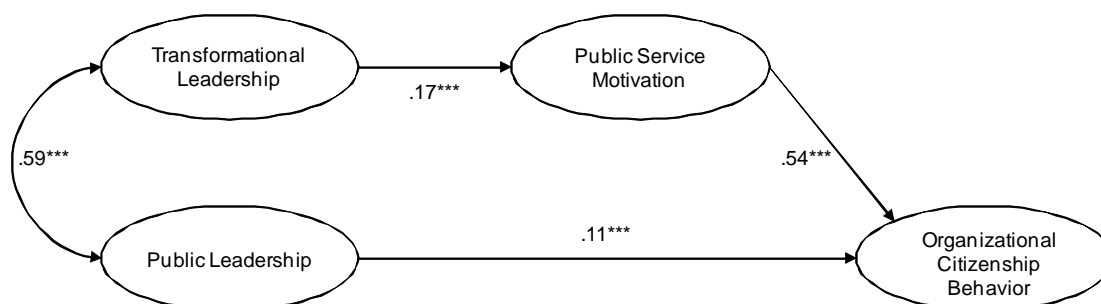 Transformational
Leadership
Public Service
Motivation
.17***
.59***
.54***
.11***
Public Leadership
Organizational
Citizenship
Behavior